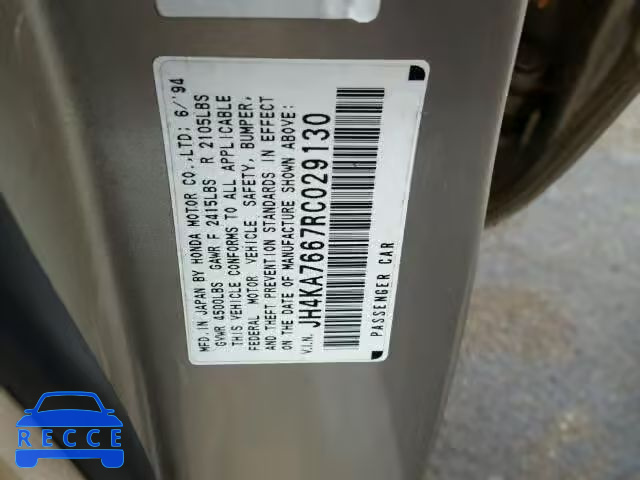 MFD. IN JAPAN BY HONDA MOTOR CO.,LTD: 6/'94
GVWR 4500LBS GAWR F 2415LBS R 2105LBS
THIS VEHICLE CONFORMS TO ALL APPLICABLE
FEDERAL MOTOR VEHICLE SAFETY, BUMPER,
AND THEFT PREVENTION STANDARDS IN EFFECT
ON THE DATE OF MANUFACTURE SHOWN ABOVE:
V.I.N. JH4KA7667RC029130
PASSENGER CAR
RECCE